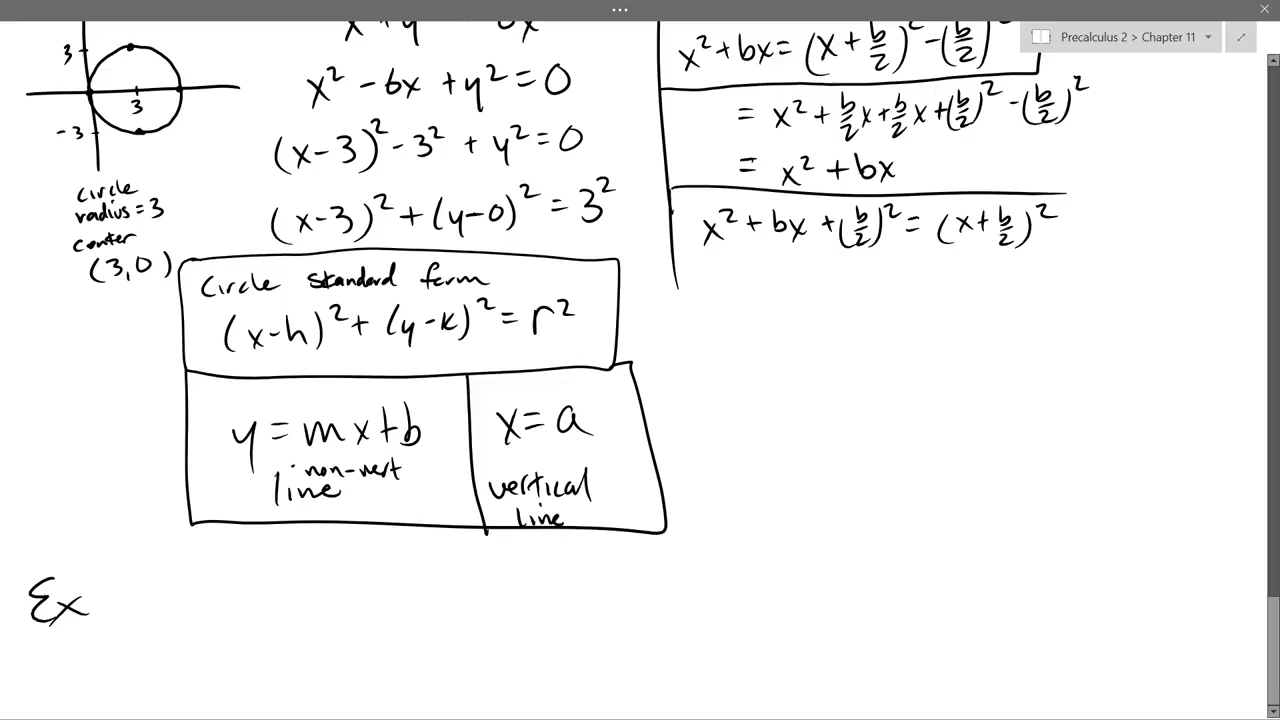 Precalculus 2 > Chapter 11
3
3
-3
circle
radius = 3
center
(3,0)
x² - 6x + y² = 0
(x-3)² - 3² + y² = 0
(x-3)² + (y-0)² = 3²
Circle standard form
(x-h)² + (y-k)² = r²
y = mx+b
non-vert
line
x = a
vertical
line
x² + bx = (x + b/2)² - (b/2)²
= x² + b/2 x + b/2 x + (b/2)² - (b/2)²
= x² + bx
x² + bx + (b/2)² = (x + b/2)²
Ex